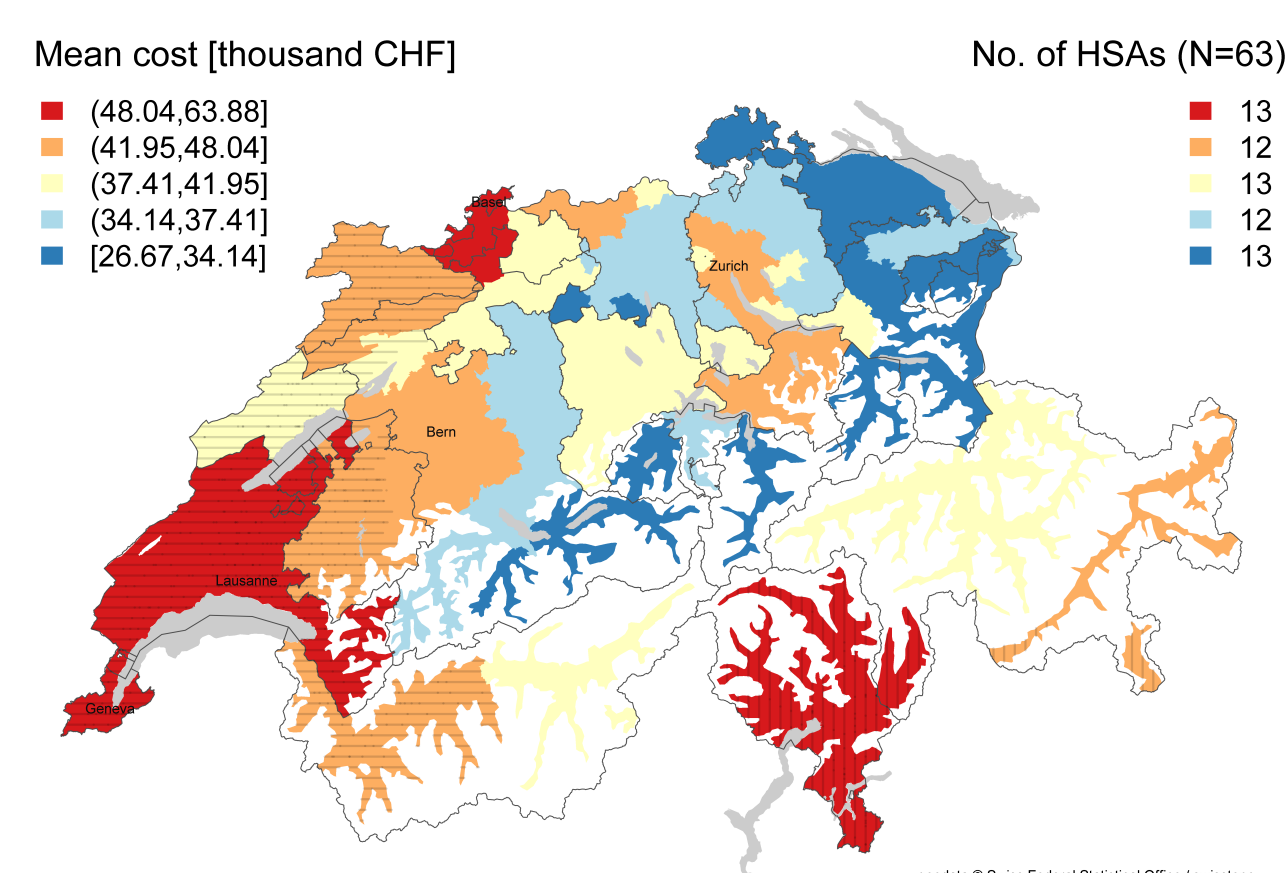 Mean cost [thousand CHF]
No. of HSAs (N=63)
(48.04,63.88]
13
(41.95,48.04]
12
(37.41,41.95]
13
(34.14,37.41]
12
[26.67,34.14]
13
Basel
Zurich
Bern
Lausanne
Geneva